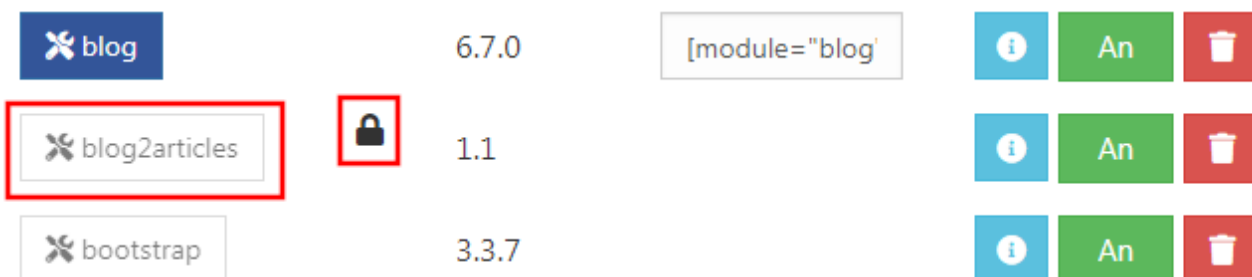 blog 6.7.0 [module="blog' An
blog2articles 1.1 An
bootstrap 3.3.7 An